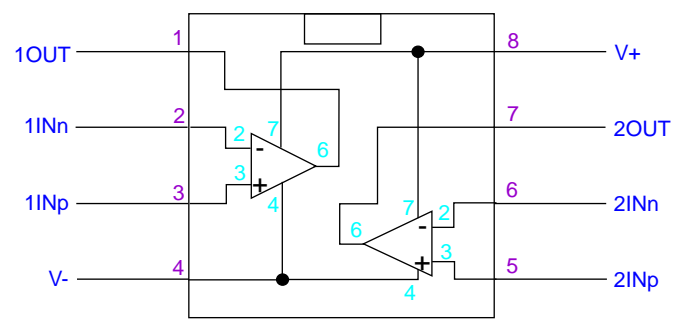 1OUT 1 8 V+
1INn 2 7 2OUT
2 7 6
- 
3 +
1INp 3 4 6 2INn
6 7 2
-
3 +
V- 4 5 2INp
4